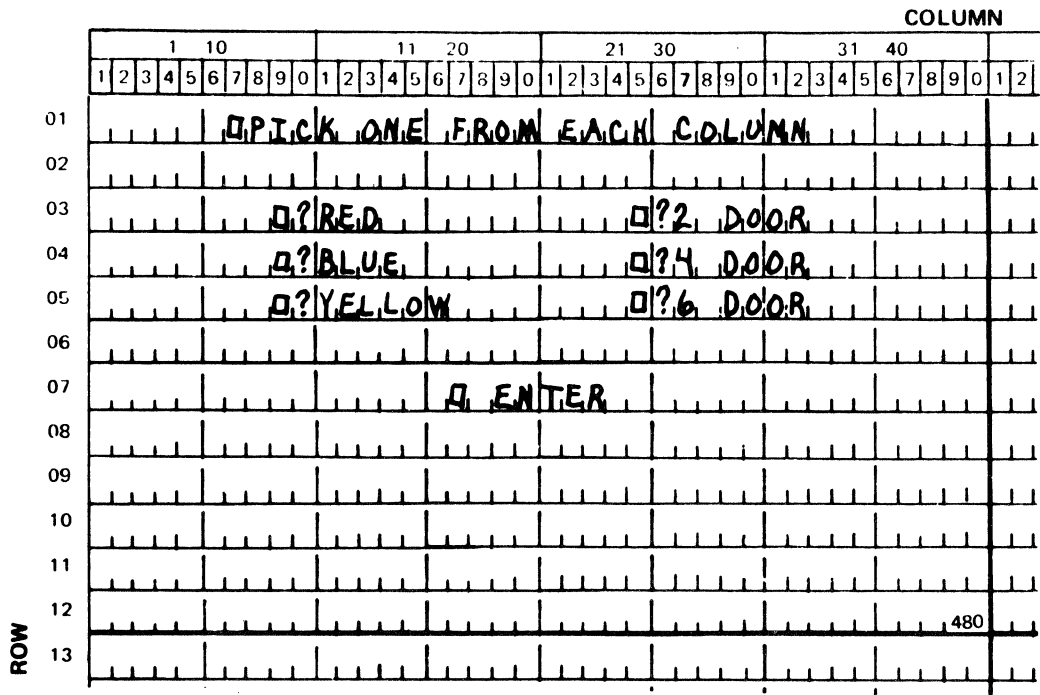 COLUMN
1 10 11 20 21 30 31 40
1 2 3 4 5 6 7 8 9 0 1 2 3 4 5 6 7 8 9 0 1 2 3 4 5 6 7 8 9 0 1 2 3 4 5 6 7 8 9 0 1 2
01 □PICK ONE FROM EACH COLUMN
02
03 □?RED □?2 DOOR
04 □?BLUE □?4 DOOR
05 □?YELLOW □?6 DOOR
06
07 □ ENTER
08
09
10
11
12 480
13
ROW